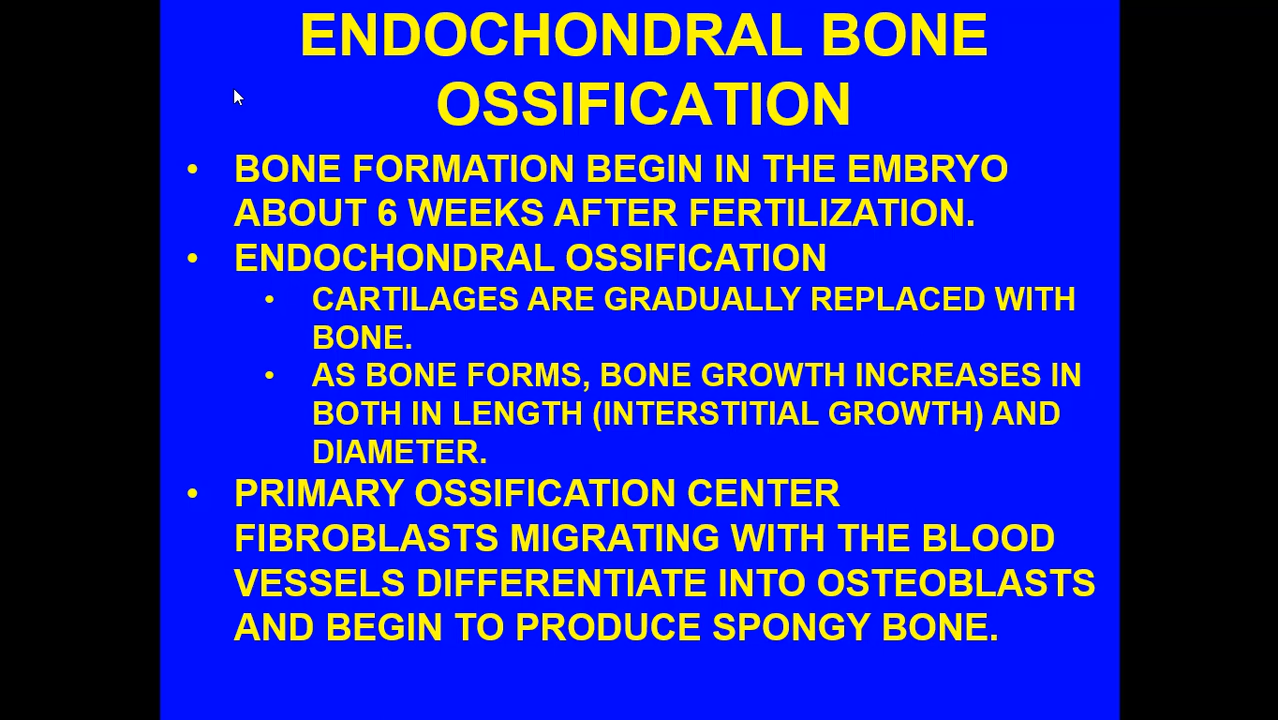 ENDOCHONDRAL BONE
OSSIFICATION
• BONE FORMATION BEGIN IN THE EMBRYO
ABOUT 6 WEEKS AFTER FERTILIZATION.
• ENDOCHONDRAL OSSIFICATION
• CARTILAGES ARE GRADUALLY REPLACED WITH
BONE.
• AS BONE FORMS, BONE GROWTH INCREASES IN
BOTH IN LENGTH (INTERSTITIAL GROWTH) AND
DIAMETER.
• PRIMARY OSSIFICATION CENTER
FIBROBLASTS MIGRATING WITH THE BLOOD
VESSELS DIFFERENTIATE INTO OSTEOBLASTS
AND BEGIN TO PRODUCE SPONGY BONE.